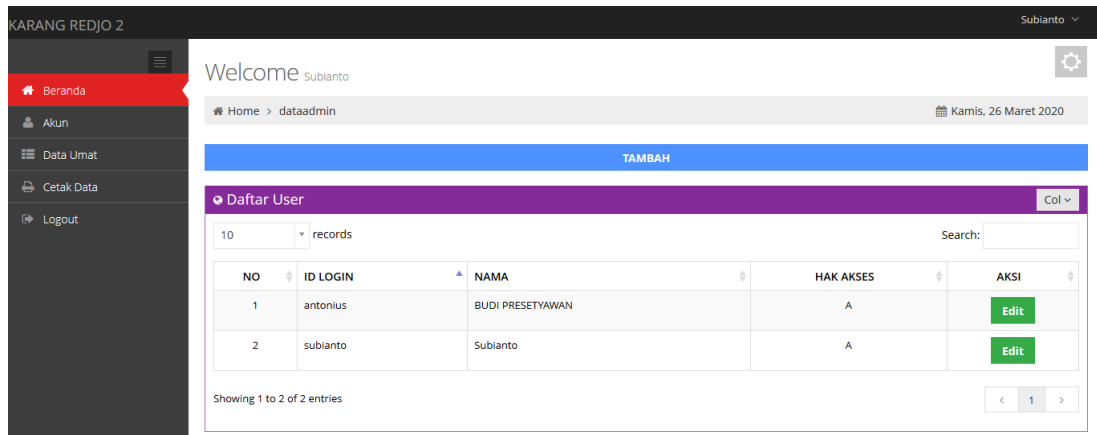 KARANG REDJO 2
Subianto
Beranda
Akun
Data Umat
Cetak Data
Logout
Welcome Subianto
Home > dataadmin
Kamis, 26 Maret 2020
TAMBAH
Daftar User
Col
10 records
Search:
NO ID LOGIN NAMA HAK AKSES AKSI
1 antonius BUDI PRESETYAWAN A Edit
2 subianto Subianto A Edit
Showing 1 to 2 of 2 entries
< 1 >